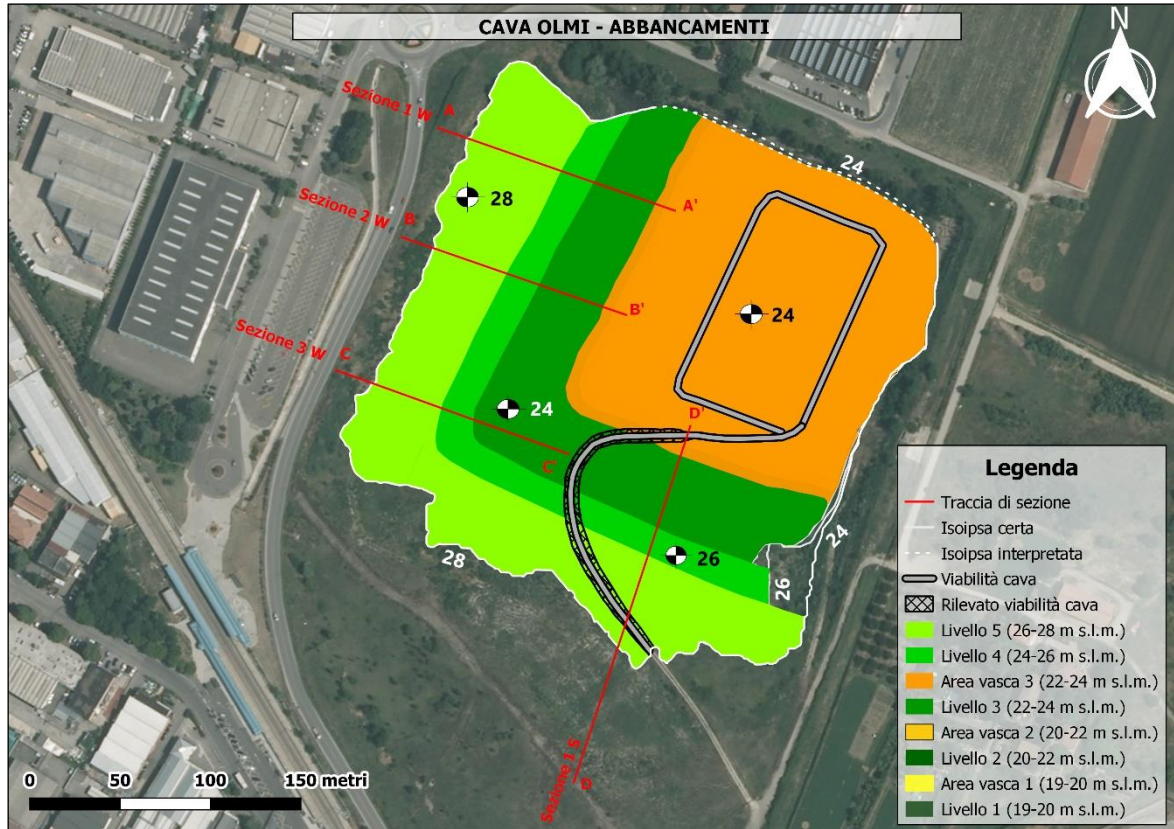 CAVA OLMI - ABBANCAMENTI
N
Sezione 1 W
A
24
28
A'
Sezione 2 W
B
B'
24
Sezione 3 W
C
24
D'
C'
24
26
28
26
Sezione 1 S
D
0 50 100 150 metri
Legenda
Traccia di sezione
Isoipsa certa
Isoipsa interpretata
Viabilità cava
Rilevato viabilità cava
Livello 5 (26-28 m s.l.m.)
Livello 4 (24-26 m s.l.m.)
Area vasca 3 (22-24 m s.l.m.)
Livello 3 (22-24 m s.l.m.)
Area vasca 2 (20-22 m s.l.m.)
Livello 2 (20-22 m s.l.m.)
Area vasca 1 (19-20 m s.l.m.)
Livello 1 (19-20 m s.l.m.)